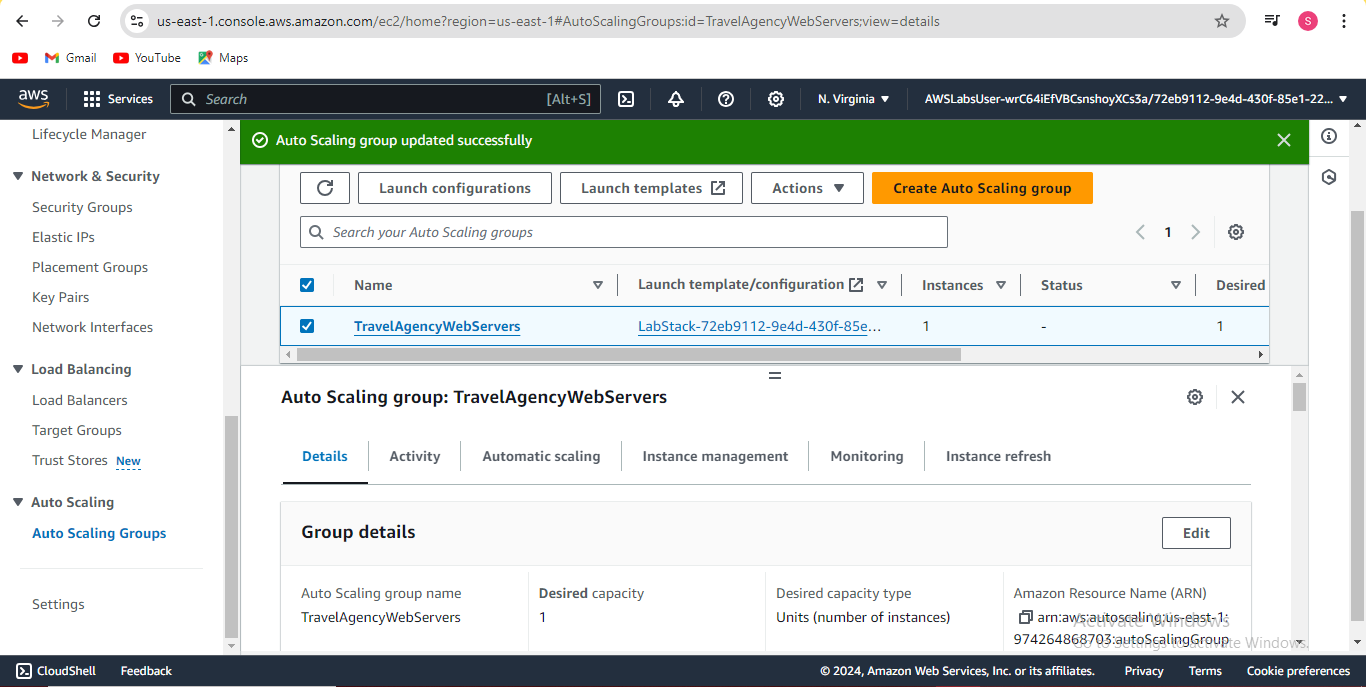 us-east-1.console.aws.amazon.com/ec2/home?region=us-east-1#AutoScalingGroups:id=TravelAgencyWebServers;view=details
S
Gmail YouTube Maps
aws Services Search [Alt+S] N. Virginia AWSLabsUser-wrC64iEfVBCsnshoyXCs3a/72eb9112-9e4d-430f-85e1-22...
Lifecycle Manager
Network & Security
Security Groups
Elastic IPs
Placement Groups
Key Pairs
Network Interfaces
Load Balancing
Load Balancers
Target Groups
Trust Stores New
Auto Scaling
Auto Scaling Groups
Settings
Auto Scaling group updated successfully
Launch configurations Launch templates Actions Create Auto Scaling group
Search your Auto Scaling groups 1
Name Launch template/configuration Instances Status Desired
TravelAgencyWebServers LabStack-72eb9112-9e4d-430f-85e... 1 - 1
Auto Scaling group: TravelAgencyWebServers
Details Activity Automatic scaling Instance management Monitoring Instance refresh
Group details Edit
Auto Scaling group name Desired capacity Desired capacity type Amazon Resource Name (ARN)
TravelAgencyWebServers 1 Units (number of instances) arn:aws:autoscaling:us-east-1:
974264868703:autoScalingGroup
Activate Windows
Go to Settings to activate Windows.
CloudShell Feedback © 2024, Amazon Web Services, Inc. or its affiliates. Privacy Terms Cookie preferences